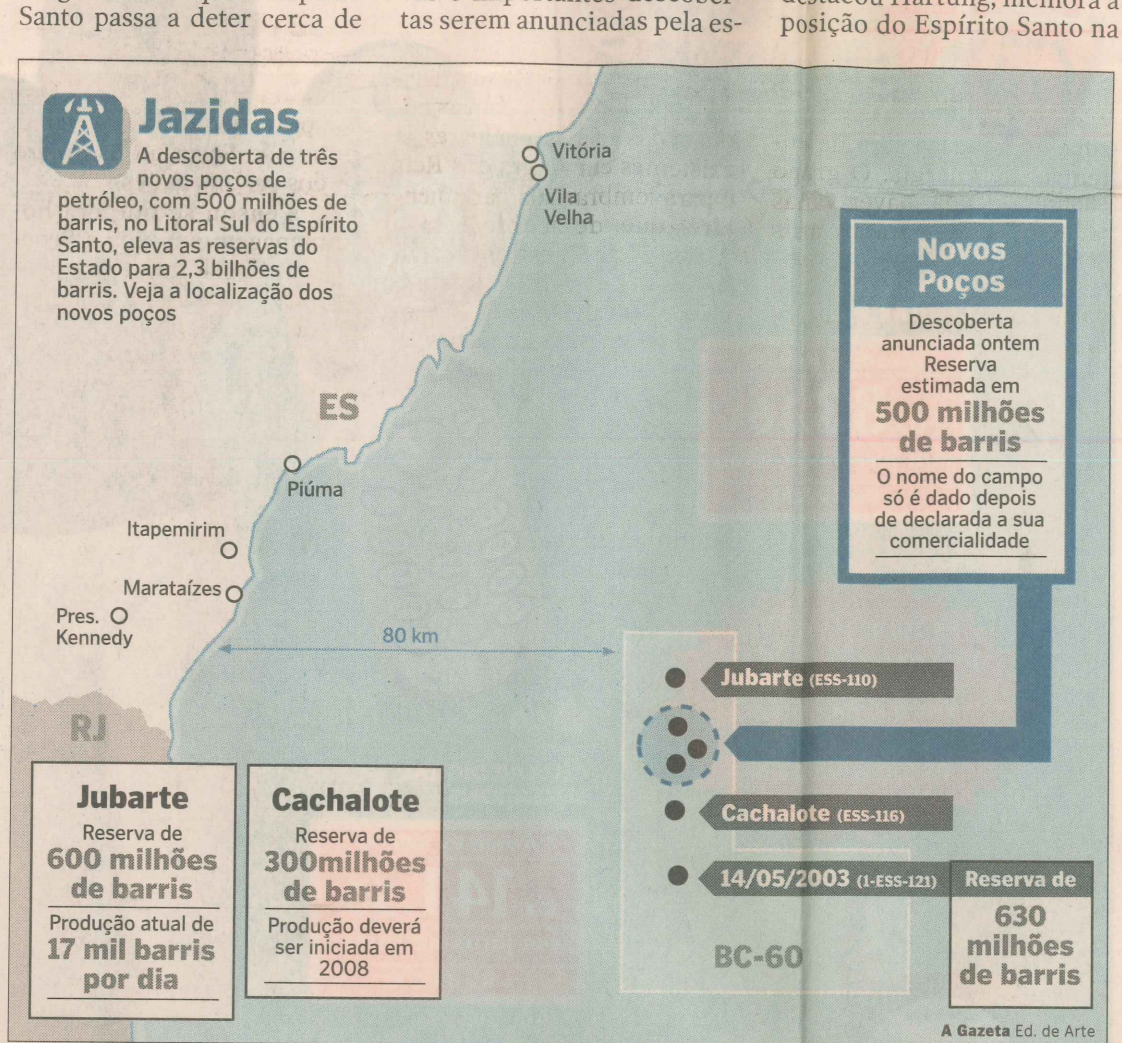 Santo passa a deter cerca de
tas serem anunciadas pela es-
posição do Espírito Santo na
Jazidas
A descoberta de três
novos poços de
petróleo, com 500 milhões de
barris, no Litoral Sul do Espírito
Santo, eleva as reservas do
Estado para 2,3 bilhões de
barris. Veja a localização dos
novos poços
Vitória
Vila
Velha
Novos
Poços
Descoberta
anunciada ontem
Reserva
estimada em
500 milhões
de barris
O nome do campo
só é dado depois
de declarada a sua
comercialidade
ES
Piúma
Itapemirim
Marataízes
Pres.
Kennedy
80 km
RJ
Jubarte (ESS-110)
Cachalote (ESS-116)
14/05/2003 (1-ESS-121)
Reserva de
630
milhões
de barris
BC-60
Jubarte
Reserva de
600 milhões
de barris
Produção atual de
17 mil barris
por dia
Cachalote
Reserva de
300milhões
de barris
Produção deverá
ser iniciada em
2008
A Gazeta Ed. de Arte